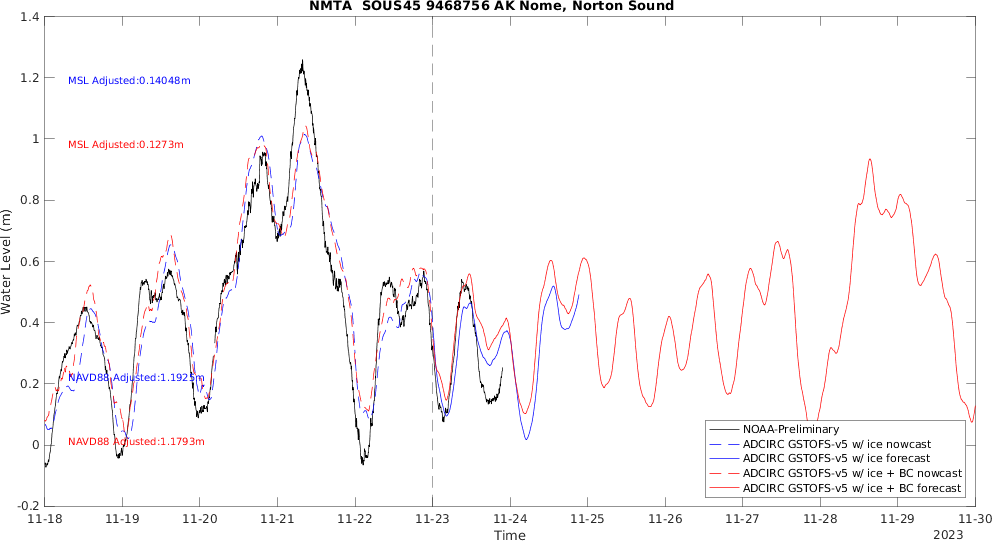 NMTA SOUS45 9468756 AK Nome, Norton Sound
1.4
1.2
1
0.8
0.6
0.4
0.2
0
-0.2
Water Level (m)
MSL Adjusted:0.14048m
MSL Adjusted:0.1273m
NAVD88 Adjusted:1.1925m
NAVD88 Adjusted:1.1793m
NOAA-Preliminary
ADCIRC GSTOFS-v5 w/ ice nowcast
ADCIRC GSTOFS-v5 w/ ice forecast
ADCIRC GSTOFS-v5 w/ ice + BC nowcast
ADCIRC GSTOFS-v5 w/ ice + BC forecast
11-18 11-19 11-20 11-21 11-22 11-23 11-24 11-25 11-26 11-27 11-28 11-29 11-30
Time
2023